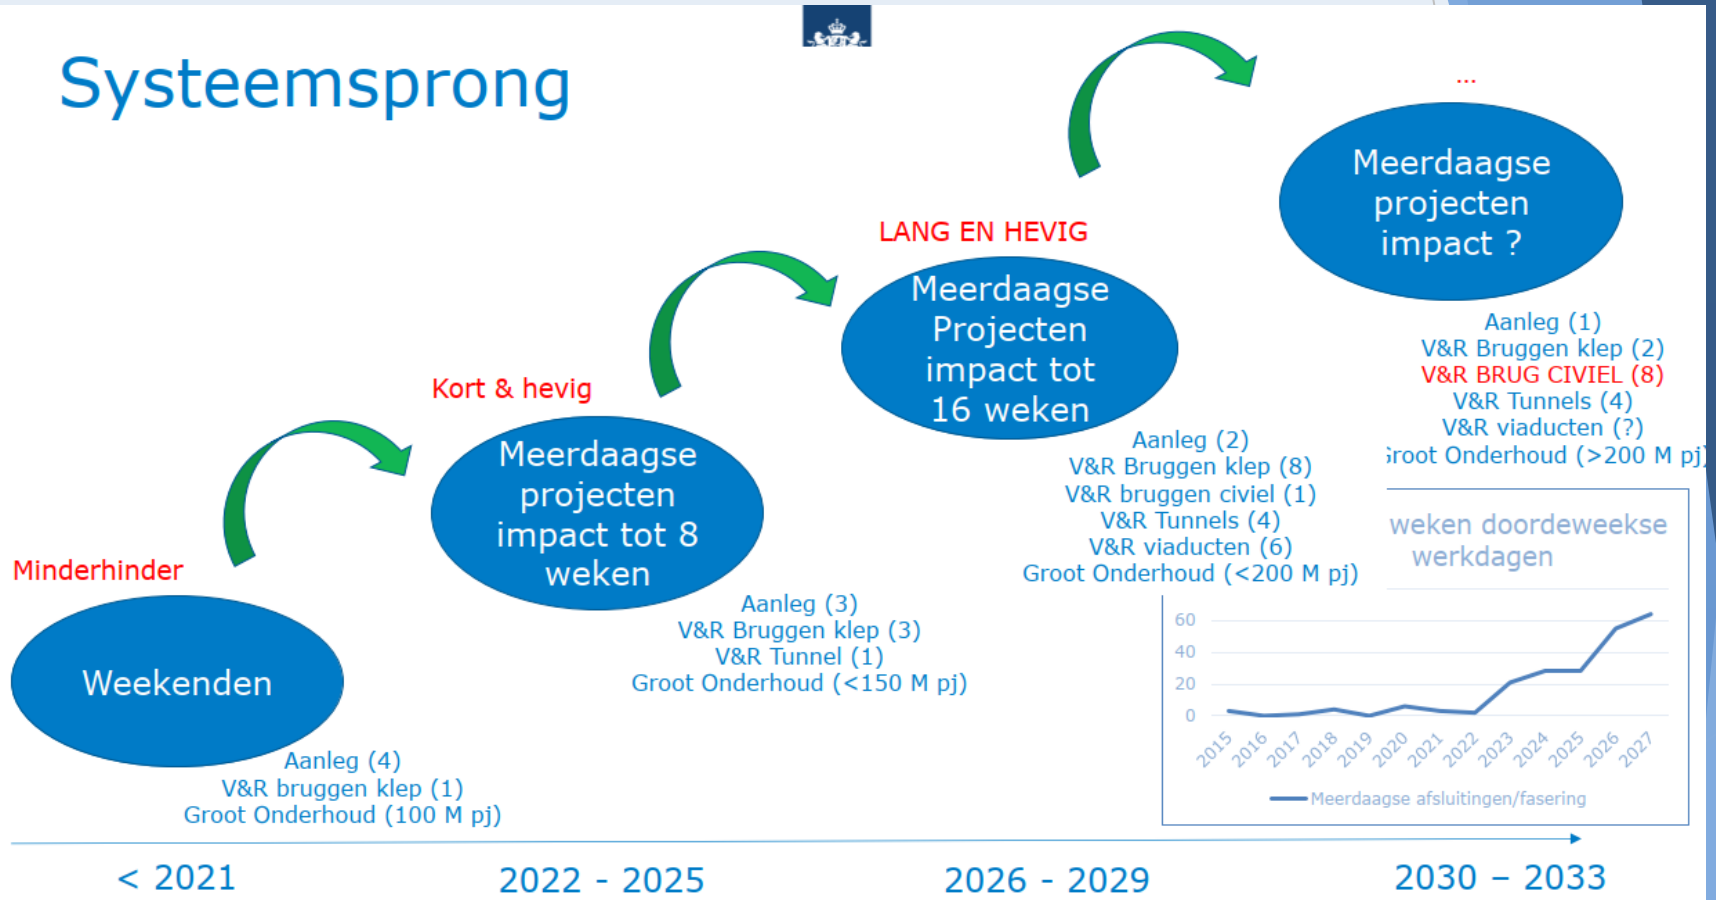 Systeemsprong
Minderhinder
Weekenden
Aanleg (4)
V&R bruggen klep (1)
Groot Onderhoud (100 M pj)
< 2021
Kort & hevig
Meerdaagse
projecten
impact tot 8
weken
Aanleg (3)
V&R Bruggen klep (3)
V&R Tunnel (1)
Groot Onderhoud (<150 M pj)
2022 - 2025
LANG EN HEVIG
Meerdaagse
Projecten
impact tot
16 weken
Aanleg (2)
V&R Bruggen klep (8)
V&R bruggen civiel (1)
V&R Tunnels (4)
V&R viaducten (6)
Groot Onderhoud (<200 M pj)
2026 - 2029
...
Meerdaagse
projecten
impact ?
Aanleg (1)
V&R Bruggen klep (2)
V&R BRUG CIVIEL (8)
V&R Tunnels (4)
V&R viaducten (?)
Groot Onderhoud (>200 M pj)
2030 – 2033
weken doordeweekse
werkdagen
60
40
20
0
2015
2016
2017
2018
2019
2020
2021
2022
2023
2024
2025
2026
2027
Meerdaagse afsluitingen/fasering